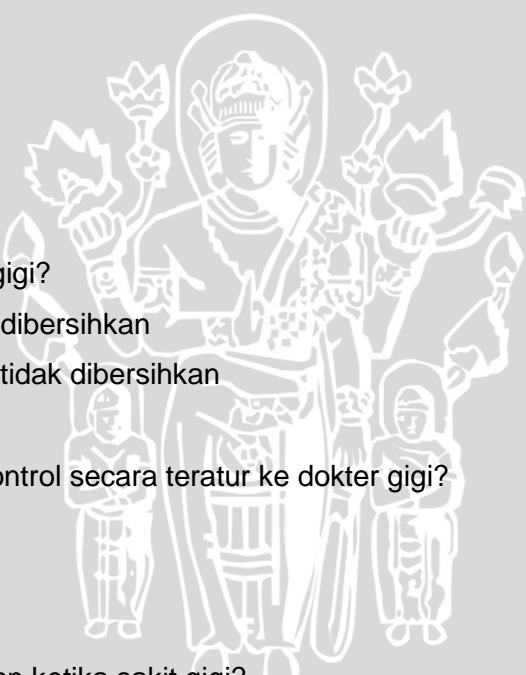 gigi?
dibersihkan
tidak dibersihkan
ontrol secara teratur ke dokter gigi?
ketika sakit gigi?